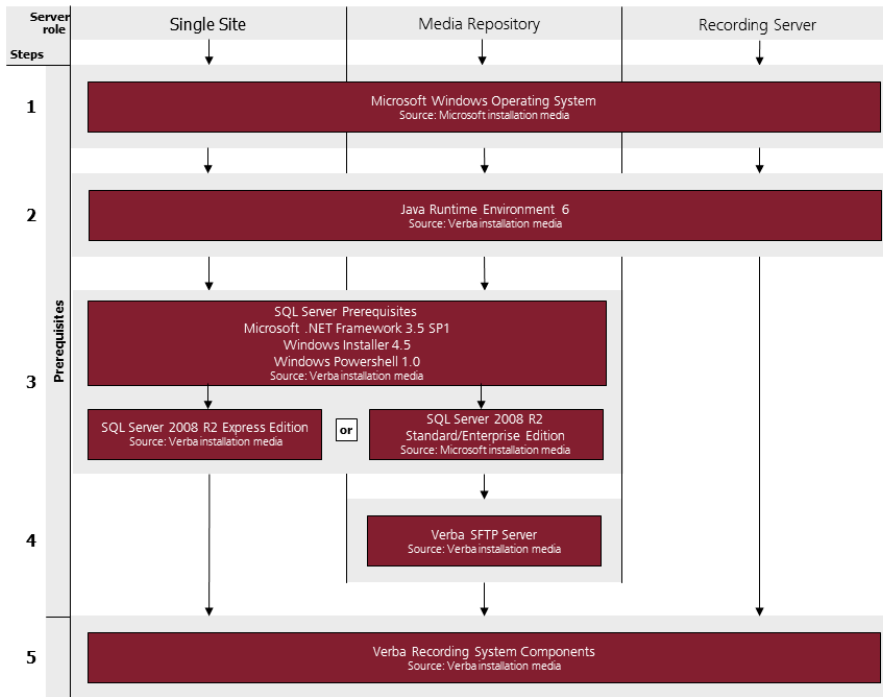 Server role
Single Site
Media Repository
Recording Server
Steps
Prerequisites
1
Microsoft Windows Operating System
Source: Microsoft installation media
2
Java Runtime Environment 6
Source: Verba installation media
3
SQL Server Prerequisites
Microsoft .NET Framework 3.5 SP1
Windows Installer 4.5
Windows Powershell 1.0
Source: Verba installation media
SQL Server 2008 R2 Express Edition
Source: Verba installation media
or
SQL Server 2008 R2
Standard/Enterprise Edition
Source: Microsoft installation media
4
Verba SFTP Server
Source: Verba installation media
5
Verba Recording System Components
Source: Verba installation media